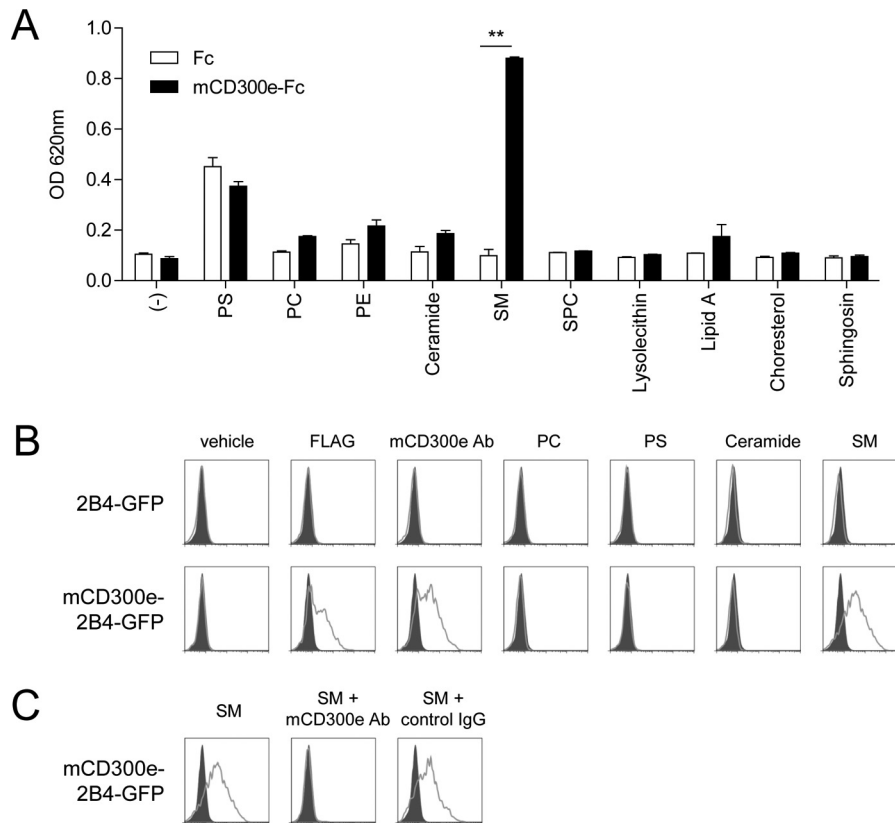 A
1.0
0.8
0.6
0.4
0.2
0.0
OD 620nm
Fc
mCD300e-Fc
**
(-)
PS
PC
PE
Ceramide
SM
SPC
Lysolecithin
Lipid A
Choresterol
Sphingosin
B
vehicle FLAG mCD300e Ab PC PS Ceramide SM
2B4-GFP
mCD300e-
2B4-GFP
C
SM
SM +
mCD300e Ab
SM +
control IgG
mCD300e-
2B4-GFP